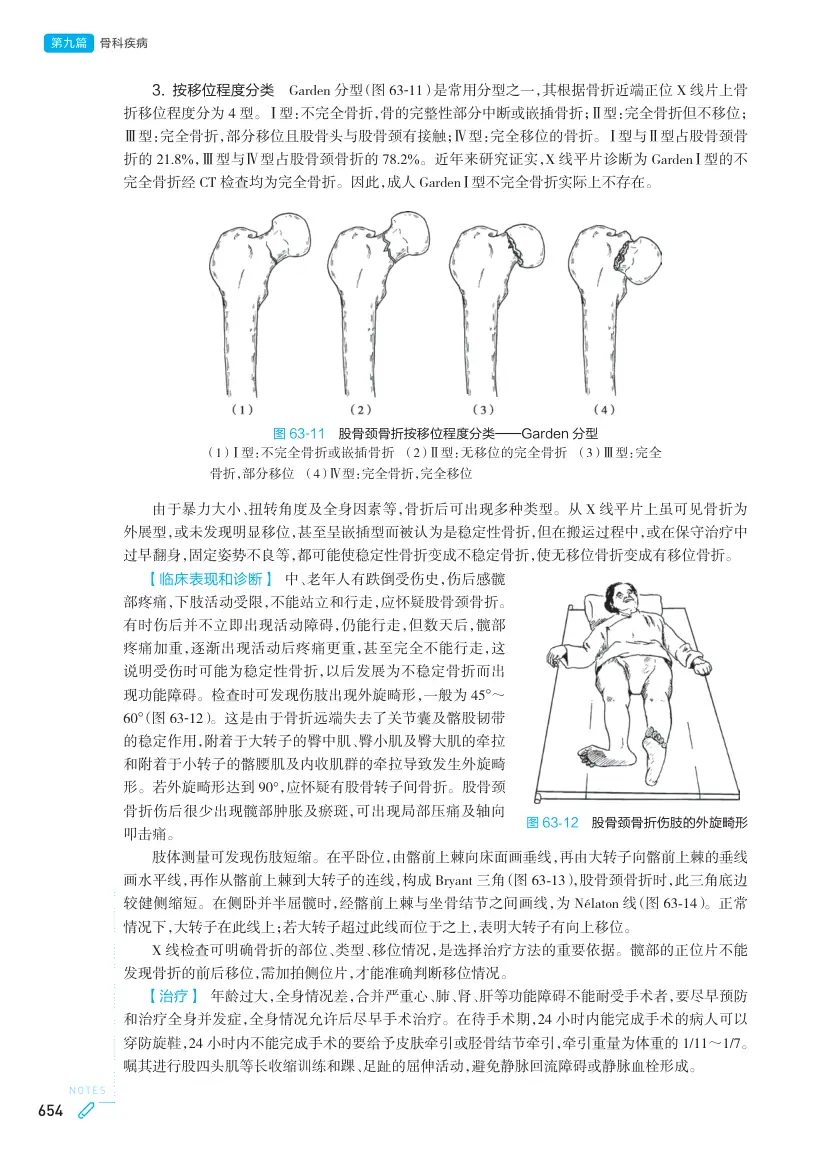 第九篇 骨科疾病
3. 按移位程度分类 Garden 分型(图 63-11)是常用分型之一,其根据骨折近端正位 X 线片上骨
折移位程度分为 4 型。Ⅰ型:不完全骨折,骨的完整性部分中断或嵌插骨折;Ⅱ型:完全骨折但不移位;
Ⅲ型:完全骨折,部分移位且股骨头与股骨颈有接触;Ⅳ型:完全移位的骨折。Ⅰ型与Ⅱ型占股骨颈骨
折的 21.8%,Ⅲ型与Ⅳ型占股骨颈骨折的 78.2%。近年来研究证实,X 线平片诊断为 GardenⅠ型的不
完全骨折经 CT 检查均为完全骨折。因此,成人 GardenⅠ型不完全骨折实际上不存在。
(1) (2) (3) (4)
图 63-11 股骨颈骨折按移位程度分类——Garden 分型
(1)Ⅰ型:不完全骨折或嵌插骨折 (2)Ⅱ型:无移位的完全骨折 (3)Ⅲ型:完全
骨折,部分移位 (4)Ⅳ型:完全骨折,完全移位
由于暴力大小、扭转角度及全身因素等,骨折后可出现多种类型。从 X 线平片上虽可见骨折为
外展型,或未发现明显移位,甚至呈嵌插型而被认为是稳定性骨折,但在搬运过程中,或在保守治疗中
过早翻身,固定姿势不良等,都可能使稳定性骨折变成不稳定骨折,使无移位骨折变成有移位骨折。
【临床表现和诊断】 中、老年人有跌倒受伤史,伤后感髋
部疼痛,下肢活动受限,不能站立和行走,应怀疑股骨颈骨折。
有时伤后并不立即出现活动障碍,仍能行走,但数天后,髋部
疼痛加重,逐渐出现活动后疼痛更重,甚至完全不能行走,这
说明受伤时可能为稳定性骨折,以后发展为不稳定骨折而出
现功能障碍。检查时可发现伤肢出现外旋畸形,一般为 45°～
60°(图 63-12)。这是由于骨折远端失去了关节囊及髂股韧带
的稳定作用,附着于大转子的臀中肌、臀小肌及臀大肌的牵拉
和附着于小转子的髂腰肌及内收肌群的牵拉导致发生外旋畸
形。若外旋畸形达到 90°,应怀疑有股骨转子间骨折。股骨颈
骨折伤后很少出现髋部肿胀及瘀斑,可出现局部压痛及轴向
叩击痛。
图 63-12 股骨颈骨折伤肢的外旋畸形
肢体测量可发现伤肢短缩。在平卧位,由髂前上棘向床面画垂线,再由大转子向髂前上棘的垂线
画水平线,再作从髂前上棘到大转子的连线,构成 Bryant 三角(图 63-13),股骨颈骨折时,此三角底边
较健侧缩短。在侧卧并半屈髋时,经髂前上棘与坐骨结节之间画线,为 Nélaton 线(图 63-14)。正常
情况下,大转子在此线上;若大转子超过此线而位于之上,表明大转子有向上移位。
X 线检查可明确骨折的部位、类型、移位情况,是选择治疗方法的重要依据。髋部的正位片不能
发现骨折的前后移位,需加拍侧位片,才能准确判断移位情况。
【治疗】 年龄过大,全身情况差,合并严重心、肺、肾、肝等功能障碍不能耐受手术者,要尽早预防
和治疗全身并发症,全身情况允许后尽早手术治疗。在待手术期,24 小时内能完成手术的病人可以
穿防旋鞋,24 小时内不能完成手术的要给予皮肤牵引或胫骨结节牵引,牵引重量为体重的 1/11～1/7。
嘱其进行股四头肌等长收缩训练和踝、足趾的屈伸活动,避免静脉回流障碍或静脉血栓形成。
NOTES
654